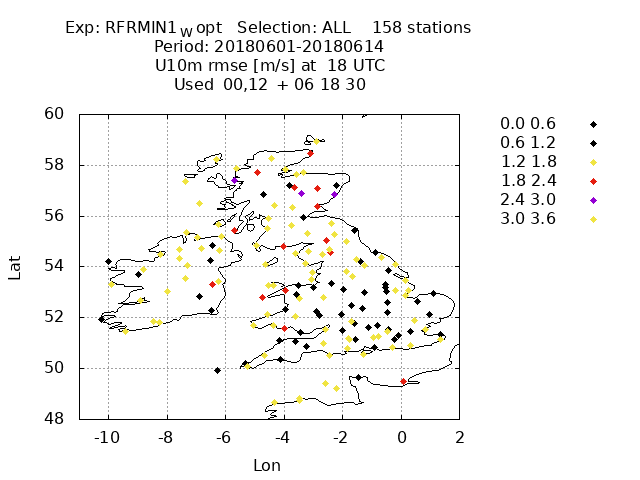 Exp: RFRMIN1_W opt   Selection: ALL    158 stations
Period: 20180601-20180614
U10m rmse [m/s] at  18 UTC
Used  00,12  + 06 18 30
60
58
56
54
52
50
48
Lat
-10 -8 -6 -4 -2 0 2
Lon
0.0 0.6
0.6 1.2
1.2 1.8
1.8 2.4
2.4 3.0
3.0 3.6